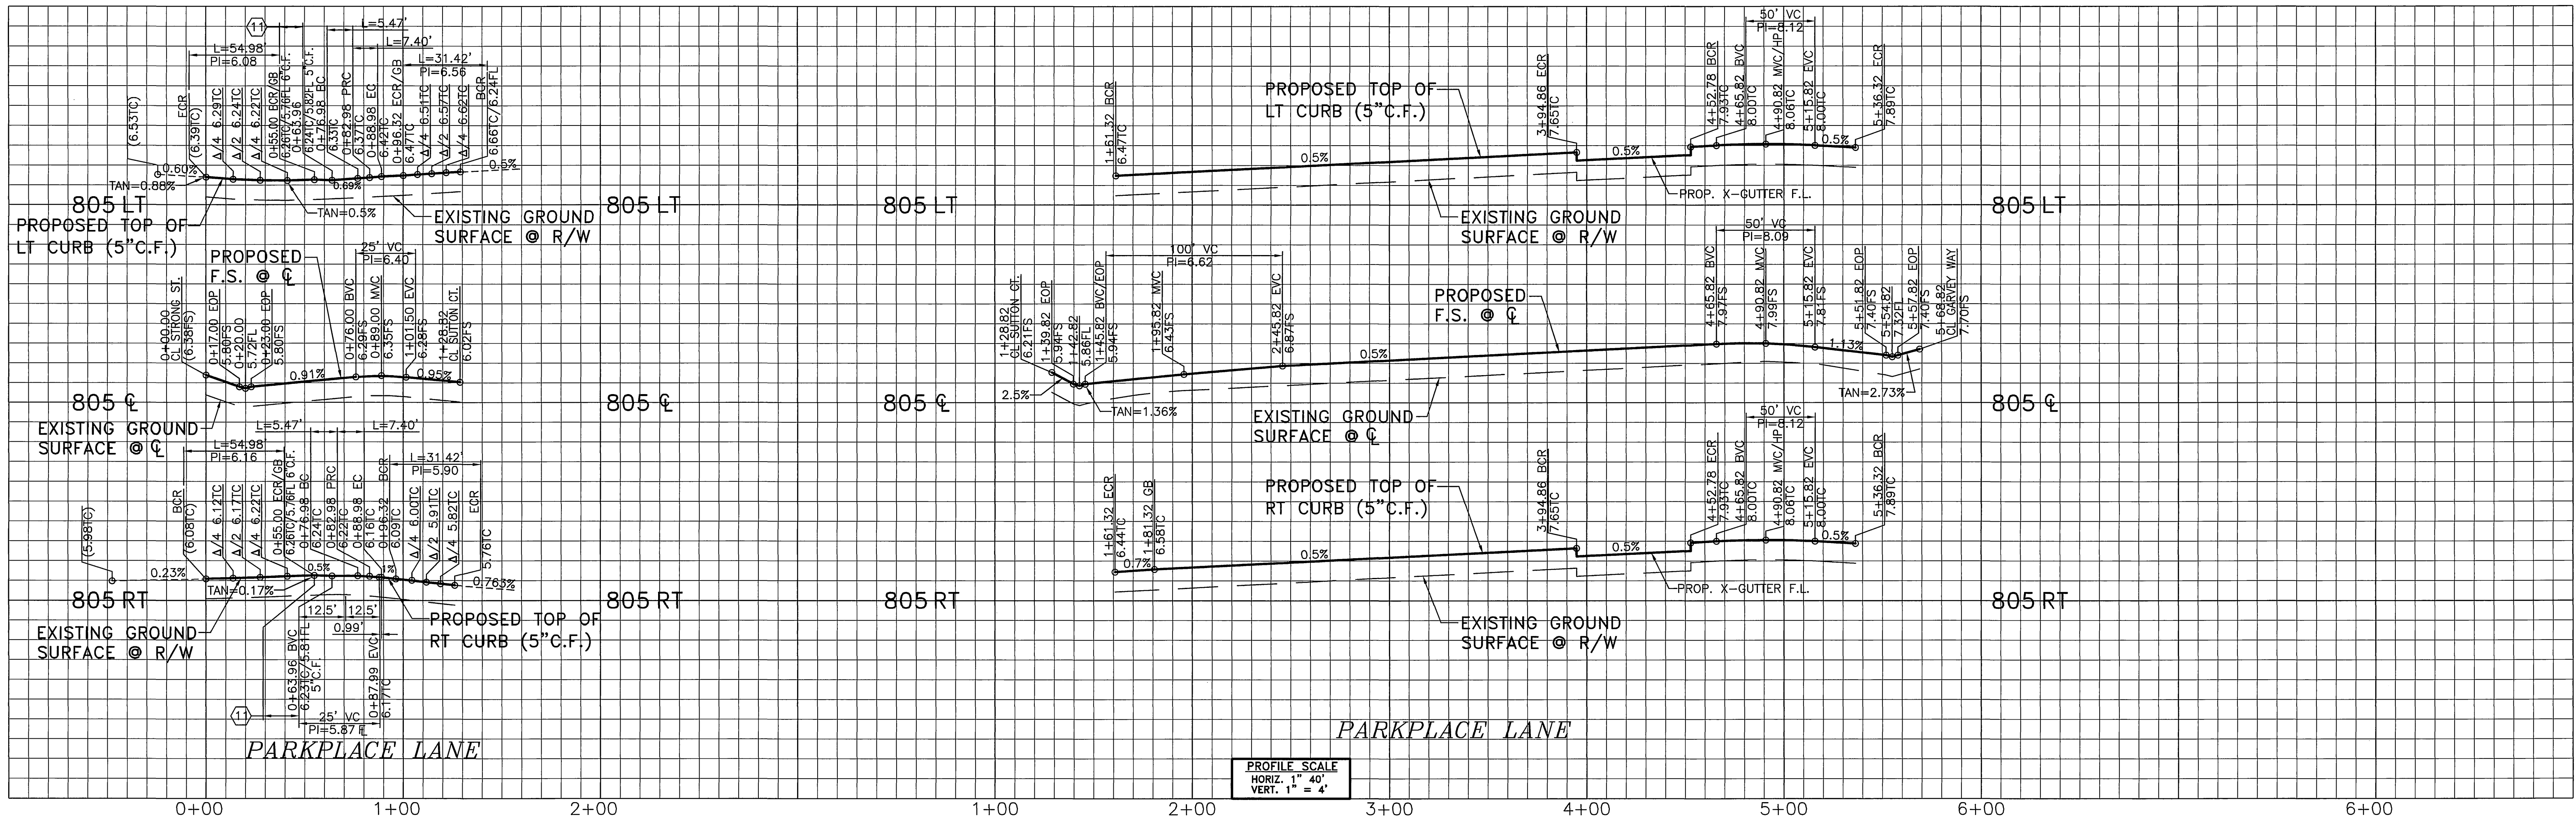 11
L=5.47'
L=7.40'
L=54.98'
PI=6.08
L=31.42'
PI=6.56
(6.53TC)
ECR
(6.39TC)
Δ/4 6.29TC
Δ/2 6.24TC
Δ/4 6.22TC
0+55.00 ECR/GB
6.26TC/5.76FL 6"C.F.
0+63.96
6.24TC/5.82FL 5"C.F.
0+76.98 BC
6.33TC
0+82.98 PRC
6.37TC
0+88.98 EC
6.42TC
0+96.32 ECR/GB
6.47TC
Δ/4 6.51TC
Δ/2 6.57TC
Δ/4 6.62TC
BCR
6.66TC/6.24FL
0.60%
TAN=0.88%
0.69%
0.5%
TAN=0.5%
805 LT
805 LT
PROPOSED TOP OF
LT CURB (5"C.F.)
EXISTING GROUND
SURFACE @ R/W
PROPOSED
F.S. @ ℄
25' VC
PI=6.40
0+00.00
CL STRONG ST.
(6.38FS)
0+17.00 EOP
5.80FS
0+20.00
5.72FL
0+23.00 EOP
5.80FS
0+76.00 BVC
6.29FS
0+89.00 MVC
6.35FS
1+01.50 EVC
6.28FS
1+28.82
CL SUTTON CT.
6.02FS
0.91%
0.95%
805 ℄
805 ℄
EXISTING GROUND
SURFACE @ ℄
L=5.47'
L=7.40'
L=54.98'
PI=6.16
L=31.42'
PI=5.90
(5.98TC)
BCR
(6.08TC)
Δ/4 6.12TC
Δ/2 6.17TC
Δ/4 6.22TC
0+55.00 ECR/GB
6.26TC/5.76FL 6"C.F.
0+76.98 BC
6.24TC
0+82.98 PRC
6.22TC
0+88.98 EC
6.16TC
0+96.32 BCR
6.09TC
Δ/4 6.00TC
Δ/2 5.91TC
Δ/4 5.82TC
ECR
5.76TC
0.23%
TAN=0.17%
0.5%
1%
0.763%
805 RT
805 RT
12.5'
12.5'
0.99'
EXISTING GROUND
SURFACE @ R/W
PROPOSED TOP OF
RT CURB (5"C.F.)
0+63.96 BVC
6.23TC/5.81FL
5"C.F.
0+87.99 EVC
6.17TC
11
25' VC
PI=5.87
PARKPLACE LANE
0+00
1+00
2+00
50' VC
PI=8.12
PROPOSED TOP OF
LT CURB (5"C.F.)
1+61.32 BCR
6.47TC
3+94.86 ECR
7.65TC
4+52.78 BCR
7.93TC
4+65.82 BVC
8.00TC
4+90.82 MVC/HP
8.06TC
5+15.82 EVC
8.00TC
5+36.32 ECR
7.89TC
0.5%
0.5%
0.5%
PROP. X-GUTTER F.L.
805 LT
805 LT
EXISTING GROUND
SURFACE @ R/W
100' VC
PI=6.62
50' VC
PI=8.09
1+28.82
CL SUTTON CT.
6.21FS
1+39.82 EOP
5.94FS
1+42.82
5.86FL
1+45.82 BVC/EOP
5.94FS
1+95.82 MVC
6.43FS
2+45.82 EVC
6.87FS
PROPOSED
F.S. @ ℄
4+65.82 BVC
7.97FS
4+90.82 MVC
7.99FS
5+15.82 EVC
7.81FS
5+51.82 EOP
7.40FS
5+54.82
7.32FL
5+57.82 EOP
7.40FS
5+68.82
CL GARVEY WAY
7.70FS
2.5%
TAN=1.36%
0.5%
1.13%
TAN=2.73%
805 ℄
805 ℄
EXISTING GROUND
SURFACE @ ℄
50' VC
PI=8.12
PROPOSED TOP OF
RT CURB (5"C.F.)
1+61.32 ECR
6.44TC
1+81.32 GB
6.58TC
3+94.86 BCR
7.65TC
4+52.78 ECR
7.93TC
4+65.82 BVC
8.00TC
4+90.82 MVC/HP
8.06TC
5+15.82 EVC
8.00TC
5+36.32 BCR
7.89TC
0.7%
0.5%
0.5%
0.5%
PROP. X-GUTTER F.L.
805 RT
805 RT
EXISTING GROUND
SURFACE @ R/W
PARKPLACE LANE
PROFILE SCALE
HORIZ. 1" 40'
VERT. 1" = 4'
1+00
2+00
3+00
4+00
5+00
6+00
6+00